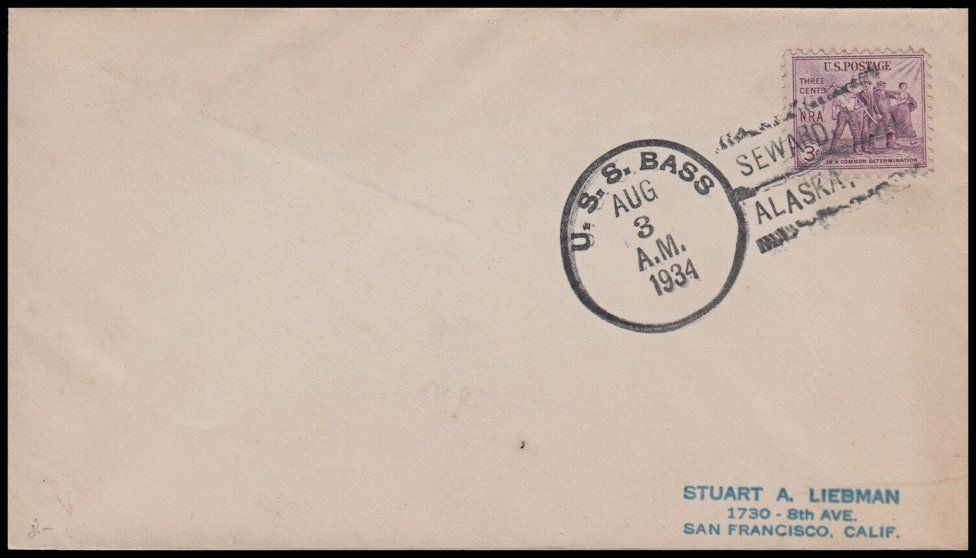 U.S. POSTAGE
THREE
CENTS
NRA
3¢
IN A COMMON DETERMINATION
SEWARD,
ALASKA,
U. S. S. BASS
AUG
3
A.M.
1934
STUART A. LIEBMAN
1730 - 8th AVE.
SAN FRANCISCO, CALIF.